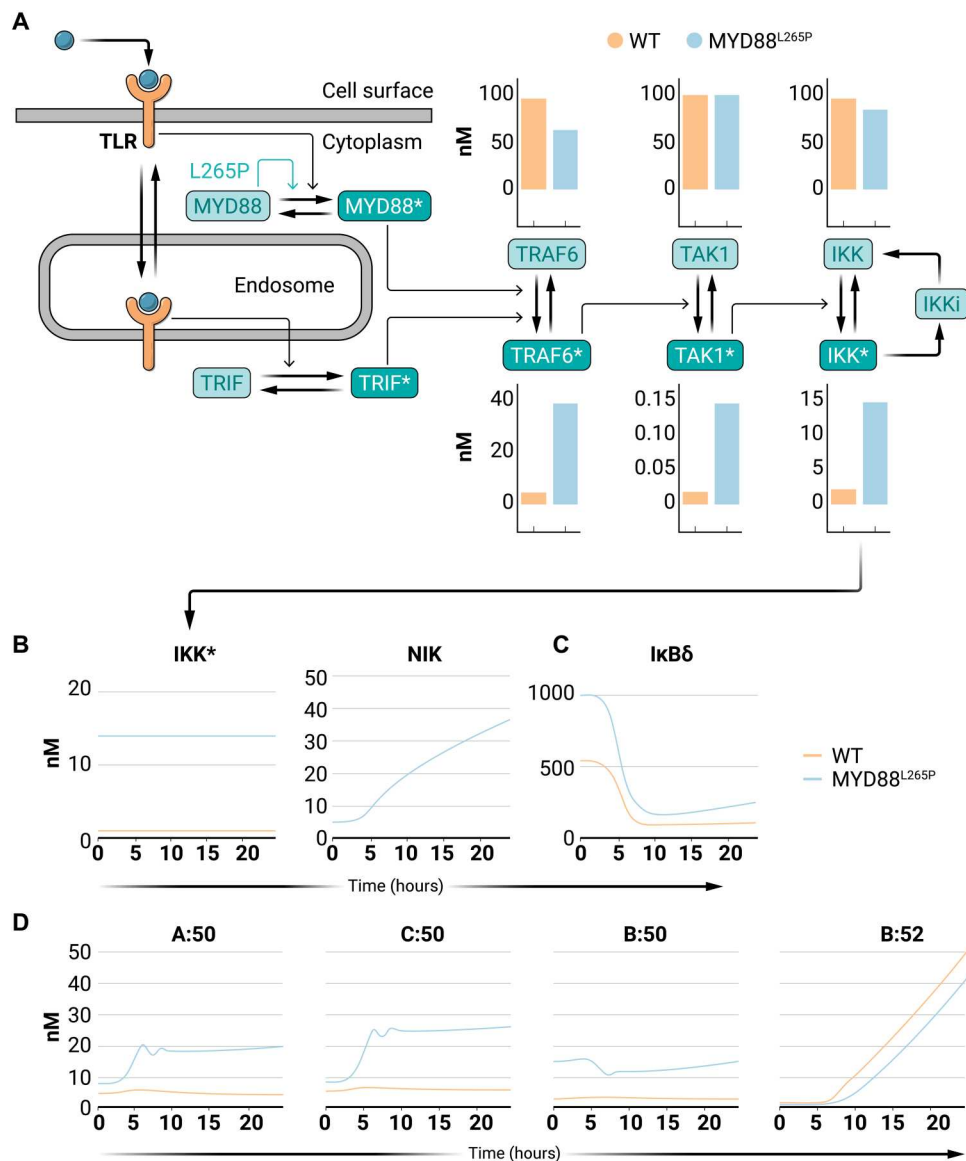 A
WT MYD88L265P
Cell surface
TLR Cytoplasm
L265P
MYD88 MYD88*
Endosome
TRIF TRIF*
nM
100
50
0
100
50
0
100
50
0
TRAF6 TAK1 IKK
IKKi
TRAF6* TAK1* IKK*
nM
40
20
0
0.15
0.10
0.05
0
15
10
5
0
B
IKK*
nM
20
10
0
0 5 10 15 20
NIK
50
40
30
20
10
0
0 5 10 15 20
C
IκBδ
1000
500
0
0 5 10 15 20
WT
MYD88L265P
Time (hours)
D
A:50 C:50 B:50 B:52
nM
50
40
30
20
10
0
0 5 10 15 20 0 5 10 15 20 0 5 10 15 20 0 5 10 15 20
Time (hours)